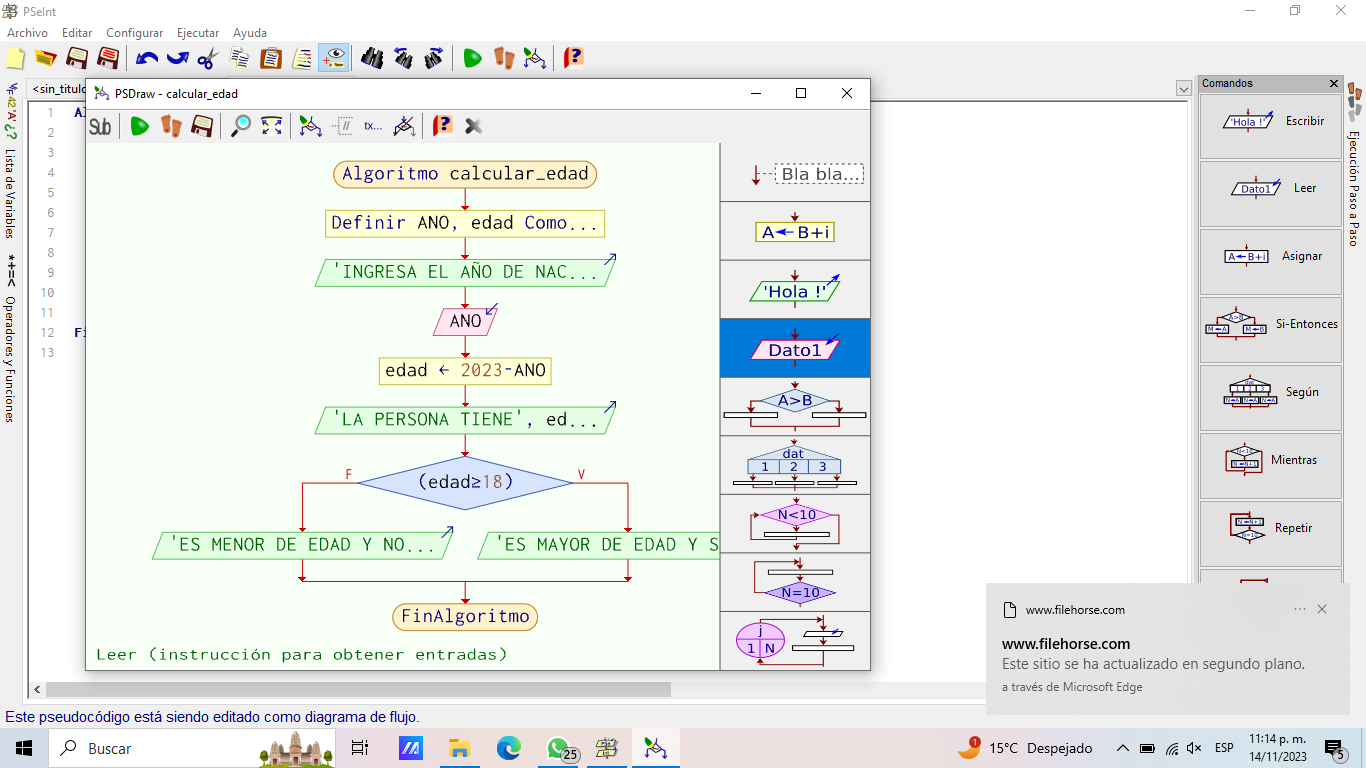 PSeInt
Archivo Editar Configurar Ejecutar Ayuda
<sin_titulo
PSDraw - calcular_edad
Sub
tx...
1 Al
2
3
4
5
6
7
8
9
10
11
12 Fi
13
Lista de Variables
*+=<
Operadores y Funciones
Algoritmo calcular_edad
Definir ANO, edad Como...
'INGRESA EL AÑO DE NAC...
ANO
edad ← 2023-ANO
'LA PERSONA TIENE', ed...
F
V
(edad≥18)
'ES MENOR DE EDAD Y NO...
'ES MAYOR DE EDAD Y S
FinAlgoritmo
Leer (instrucción para obtener entradas)
Bla bla...
A←B+i
'Hola !'
Dato1
A>B
dat
1 2 3
N<10
N=10
j
1 N
Comandos
'Hola !' Escribir
Dato1 Leer
A←B+i Asignar
Si-Entonces
Según
Mientras
Repetir
Ejecución Paso a Paso
www.filehorse.com
www.filehorse.com
Este sitio se ha actualizado en segundo plano.
a través de Microsoft Edge
Este pseudocódigo está siendo editado como diagrama de flujo.
Buscar
25
1
15°C Despejado
ESP
11:14 p. m.
14/11/2023
5